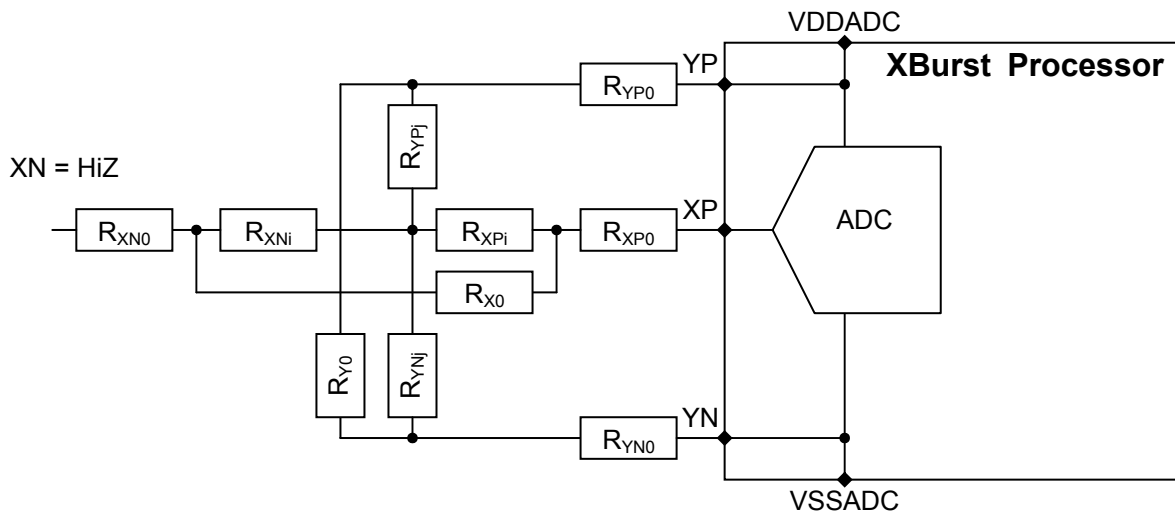 VDDADC
XBurst Processor
YP
RYP0
RYPj
XN = HiZ
XP
ADC
RXN0
RXNi
RXPi
RXP0
RX0
RY0
RYNj
YN
RYN0
VSSADC